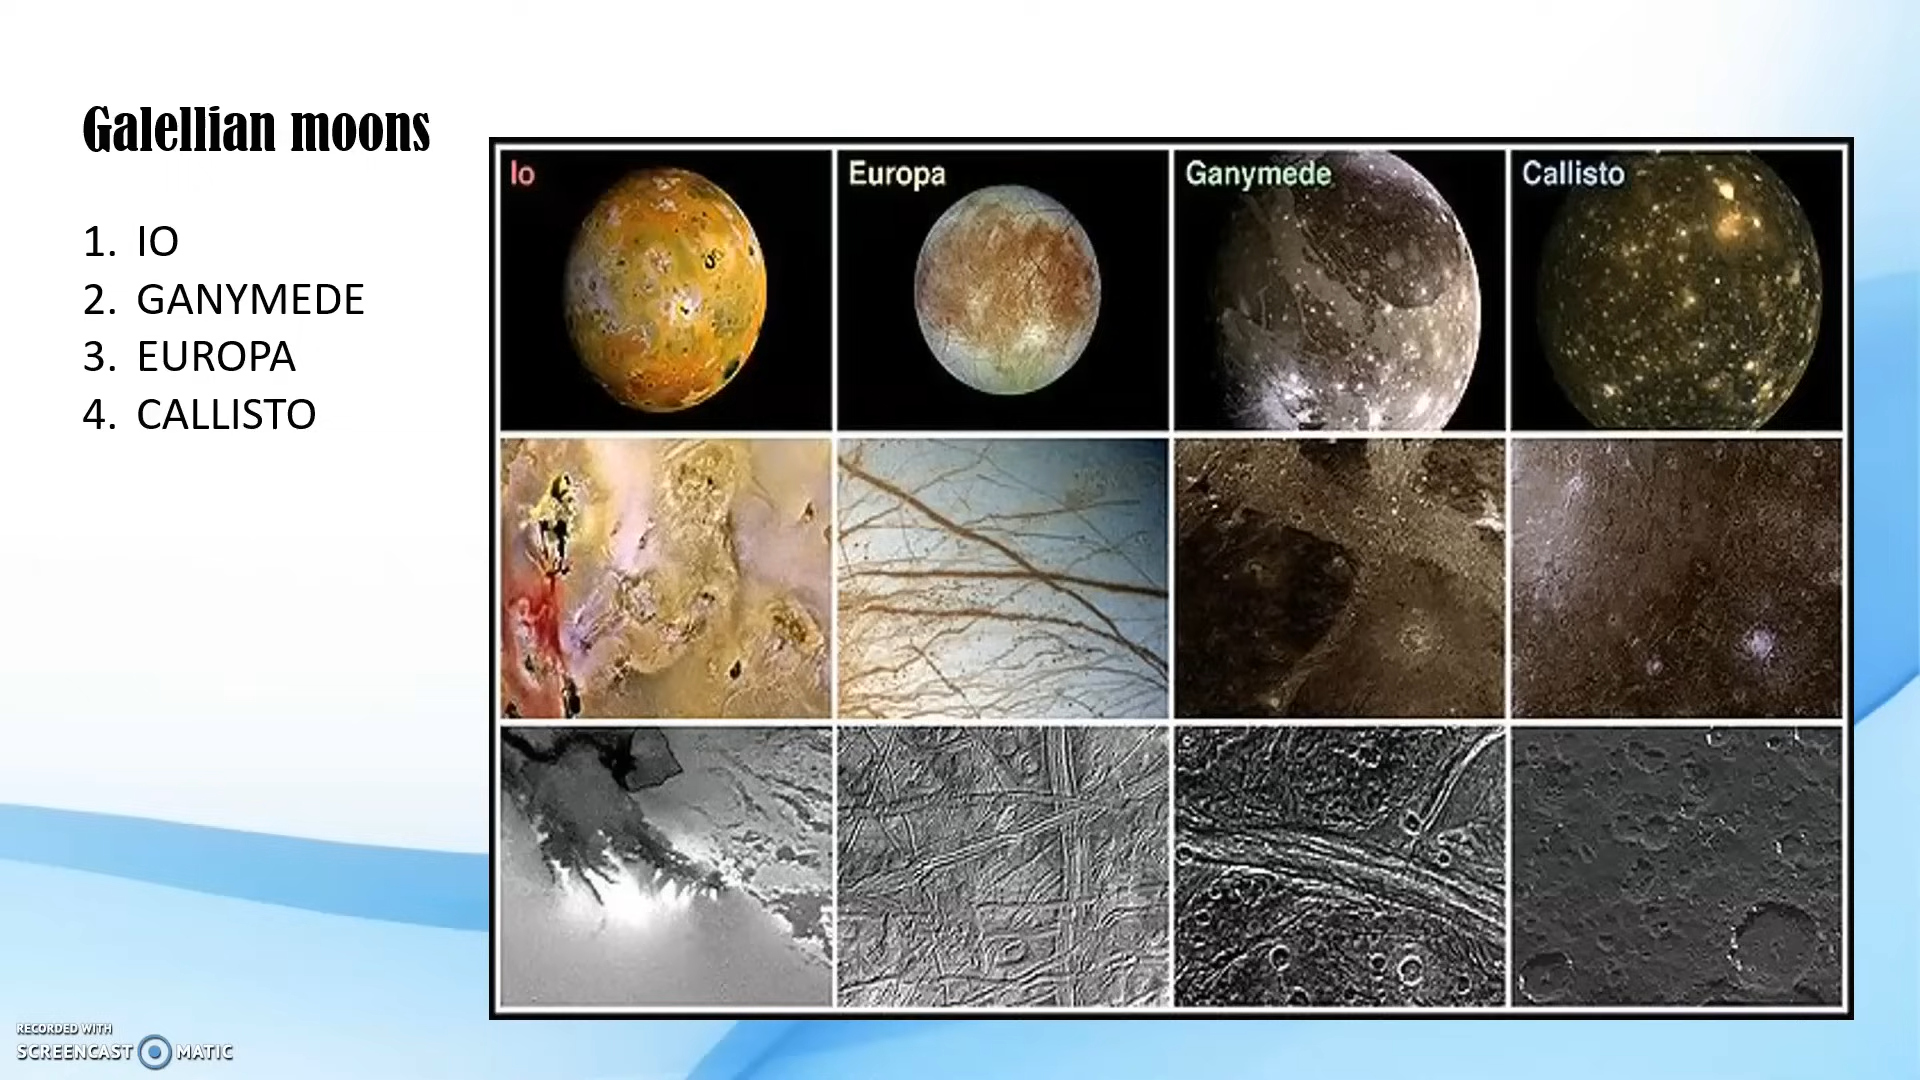 Galellian moons
1. IO
2. GANYMEDE
3. EUROPA
4. CALLISTO
Io
Europa
Ganymede
Callisto
RECORDED WITH
SCREENCAST MATIC